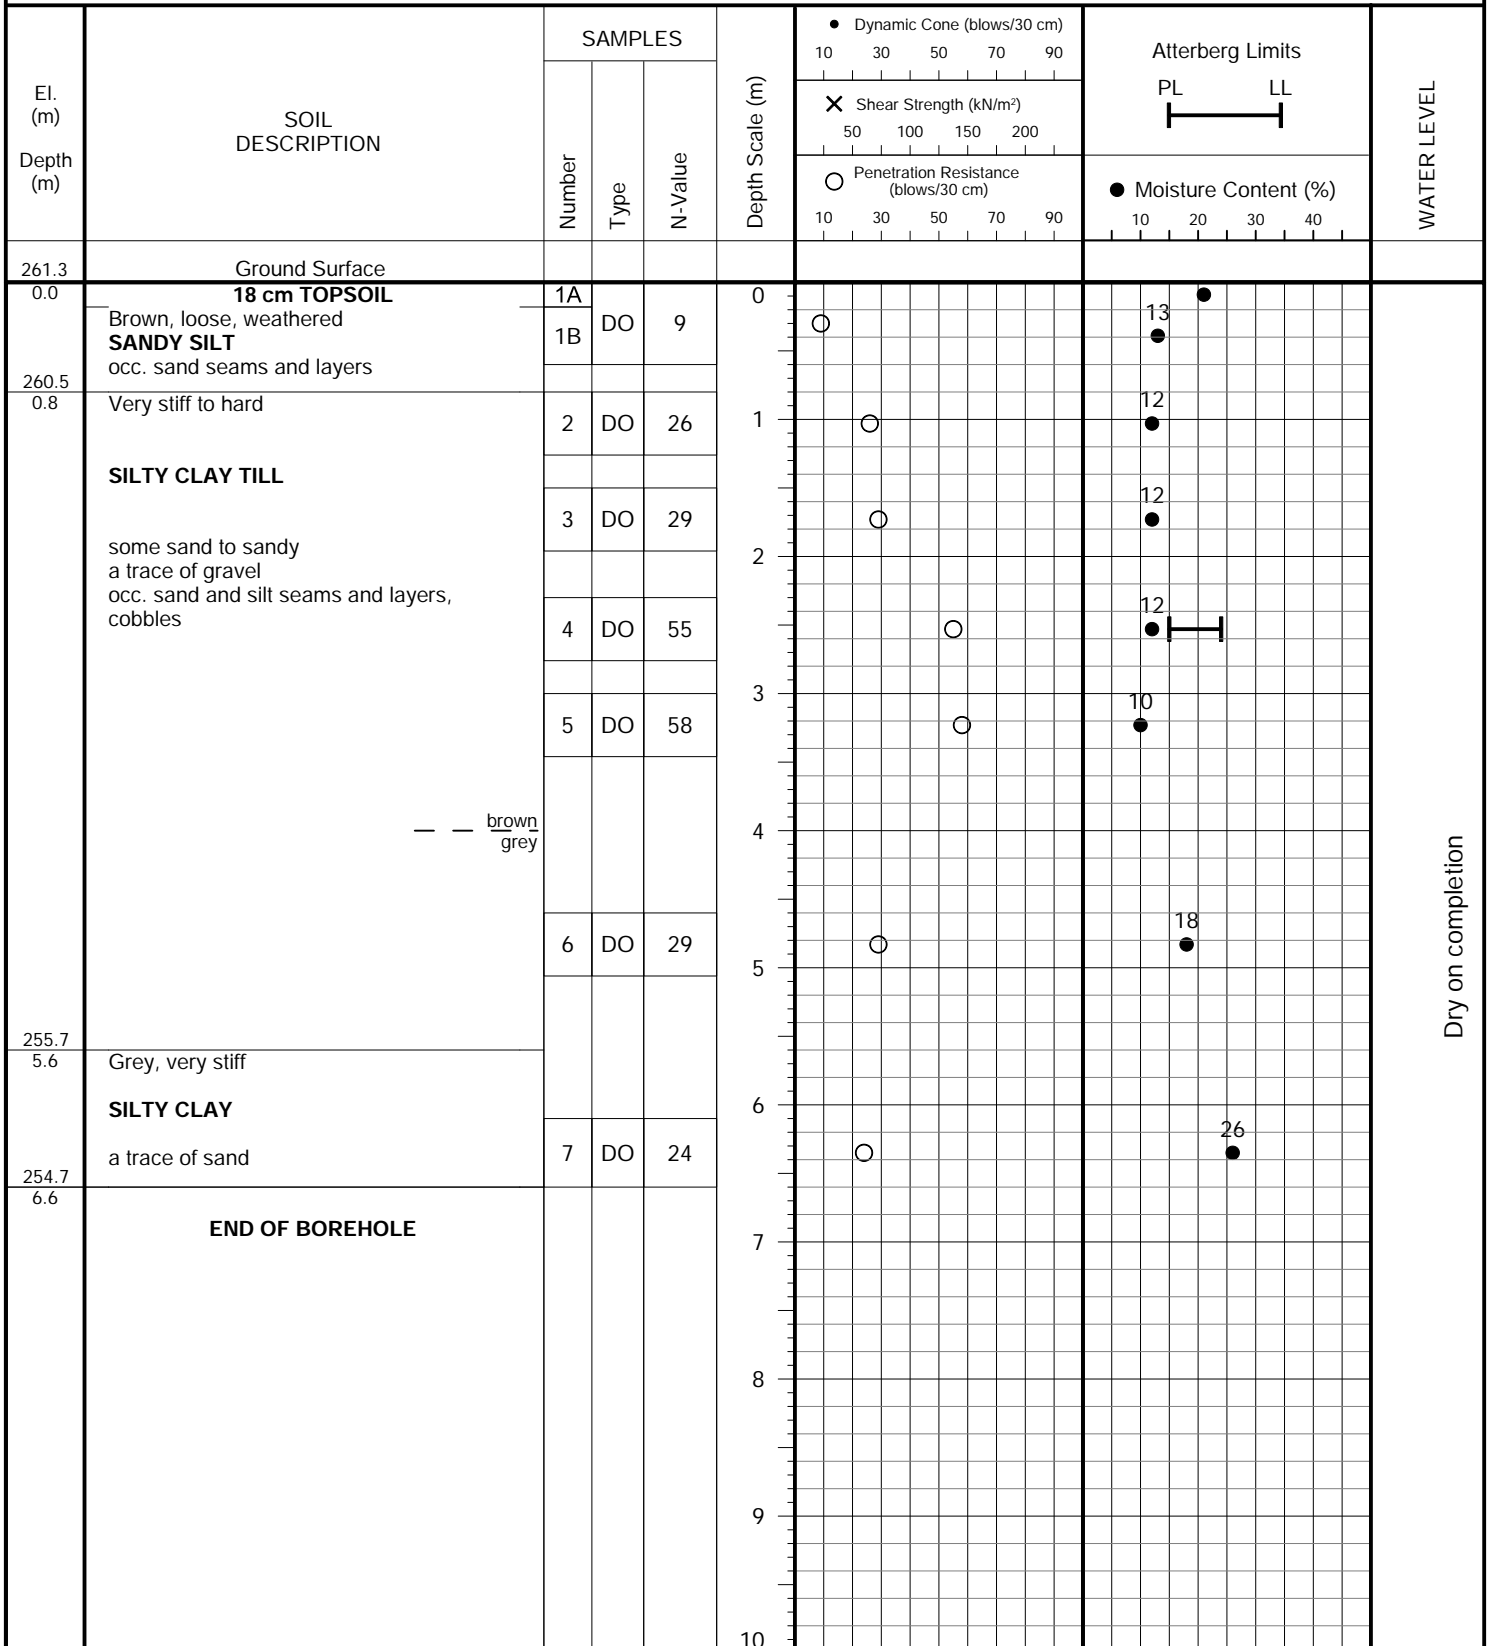 SAMPLES
El.
(m)
Depth
(m)
SOIL
DESCRIPTION
Number
Type
N-Value
Depth Scale (m)
Dynamic Cone (blows/30 cm)
10 30 50 70 90
Shear Strength (kN/m²)
50 100 150 200
Penetration Resistance
(blows/30 cm)
10 30 50 70 90
Atterberg Limits
PL LL
Moisture Content (%)
10 20 30 40
WATER LEVEL
261.3 Ground Surface
0.0 18 cm TOPSOIL 1A 0
Brown, loose, weathered 13
SANDY SILT 1B DO 9
occ. sand seams and layers
260.5
0.8 Very stiff to hard 12
2 DO 26 1
SILTY CLAY TILL
12
3 DO 29
some sand to sandy 2
a trace of gravel
occ. sand and silt seams and layers, 12
cobbles
4 DO 55
3 10
5 DO 58
brown
4
grey
18
6 DO 29
5
Dry on completion
255.7
5.6 Grey, very stiff
SILTY CLAY 6
26
a trace of sand 7 DO 24
254.7
6.6
END OF BOREHOLE
7
8
9
10